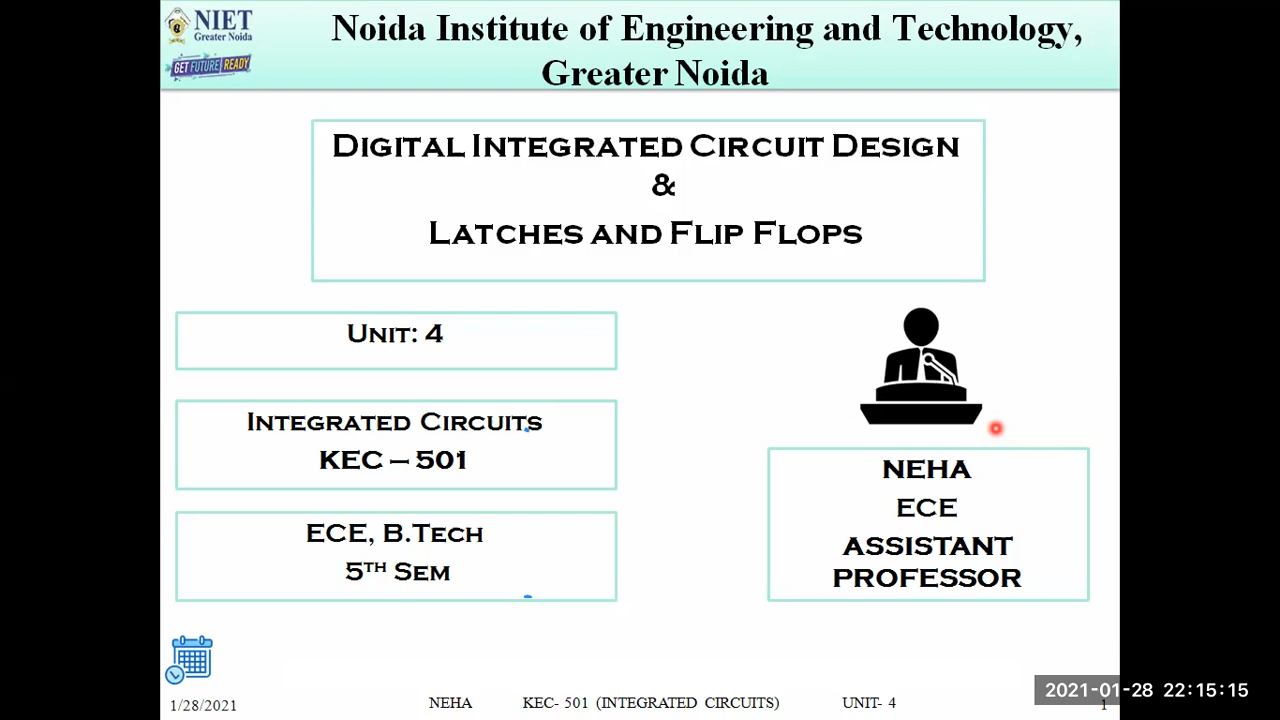 NIET
Greater Noida
GET FUTURE READY
Noida Institute of Engineering and Technology,
Greater Noida
DIGITAL INTEGRATED CIRCUIT DESIGN
&
LATCHES AND FLIP FLOPS
UNIT: 4
INTEGRATED CIRCUITS
KEC – 501
ECE, B.TECH
5TH SEM
NEHA
ECE
ASSISTANT
PROFESSOR
1/28/2021
NEHA KEC- 501 (INTEGRATED CIRCUITS) UNIT- 4
1
2021-01-28 22:15:15